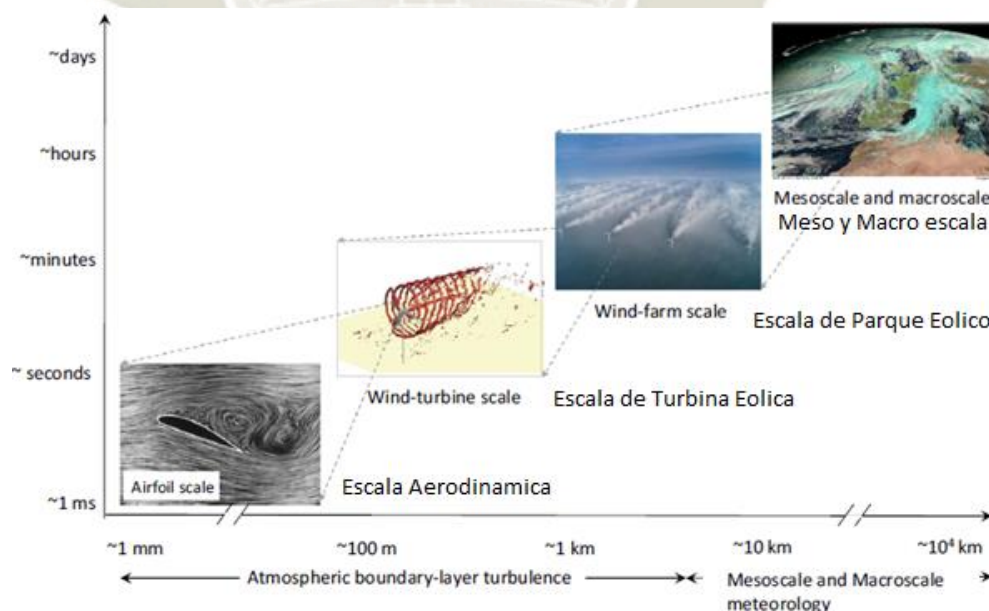 ~days
~hours
~minutes
~ seconds
~1 ms
Mesoscale and macroscale
Meso y Macro escala
Wind-farm scale
Escala de Parque Eolico
Wind-turbine scale
Escala de Turbina Eolica
Airfoil scale
Escala Aerodinamica
~1 mm
~100 m
~1 km
~10 km
~10⁴ km
Atmospheric boundary-layer turbulence
Mesoscale and Macroscale
meteorology